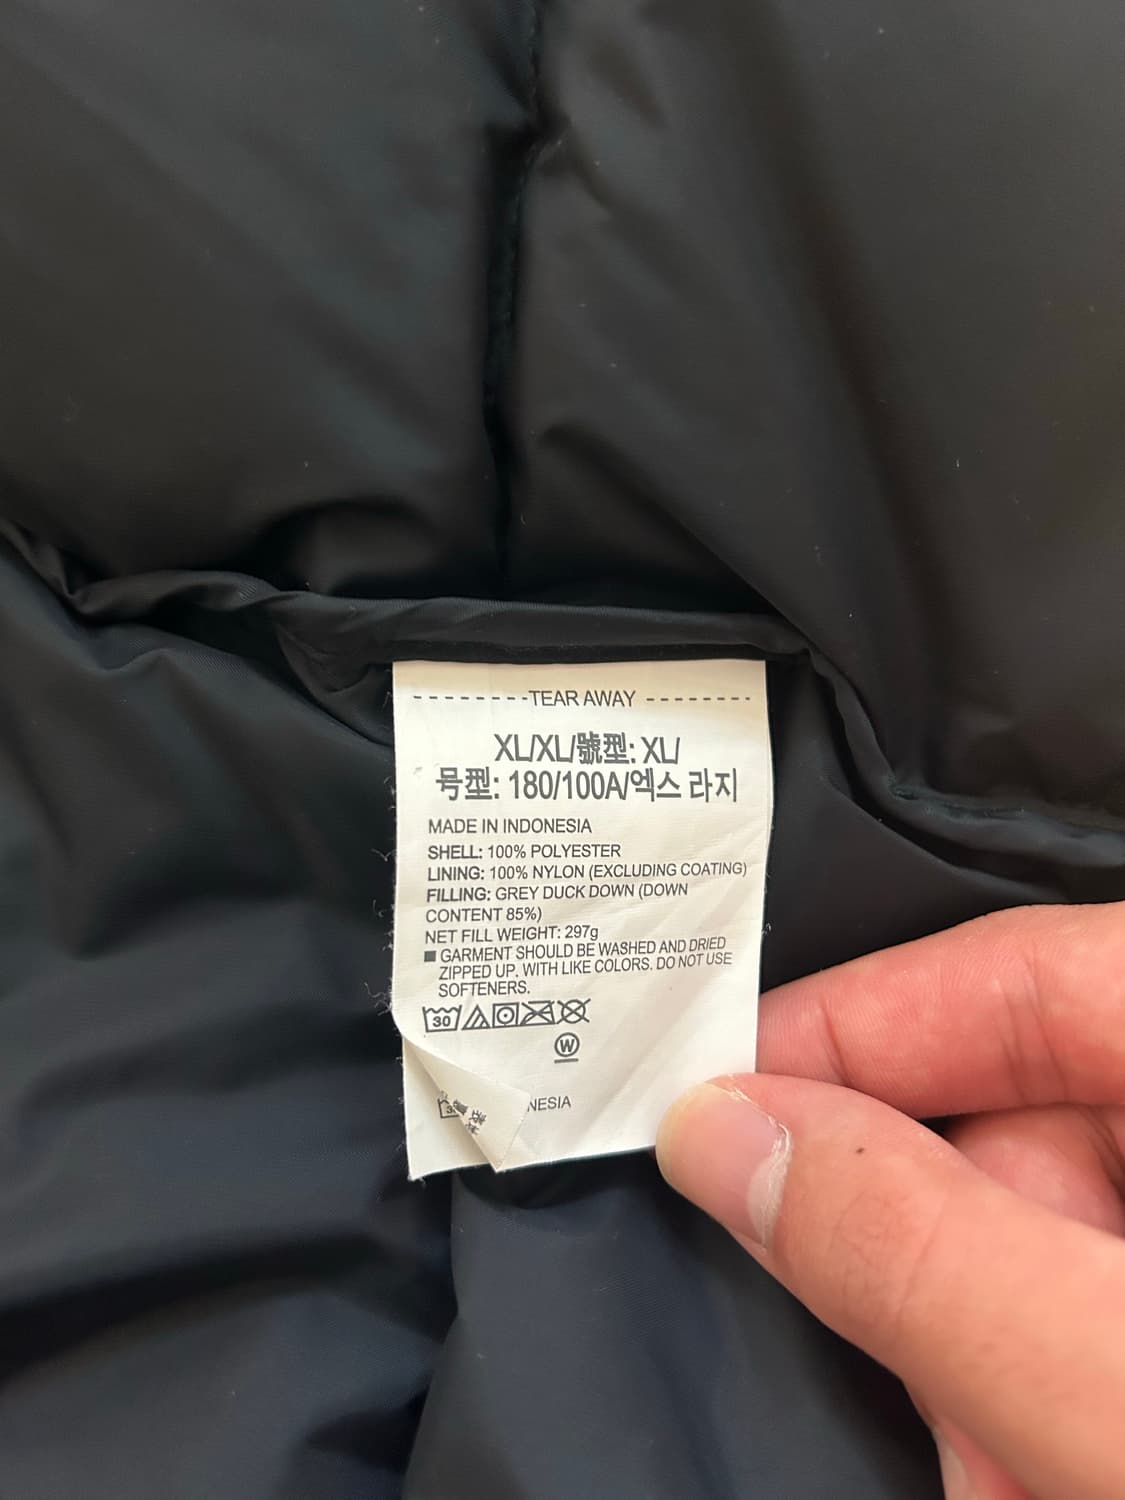 --------TEAR AWAY -------
XL/XL/號型: XL/
号型: 180/100A/엑스 라지
MADE IN INDONESIA
SHELL: 100% POLYESTER
LINING: 100% NYLON (EXCLUDING COATING)
FILLING: GREY DUCK DOWN (DOWN
CONTENT 85%)
NET FILL WEIGHT: 297g
■ GARMENT SHOULD BE WASHED AND DRIED
ZIPPED UP. WITH LIKE COLORS. DO NOT USE
SOFTENERS.
30
W
NESIA